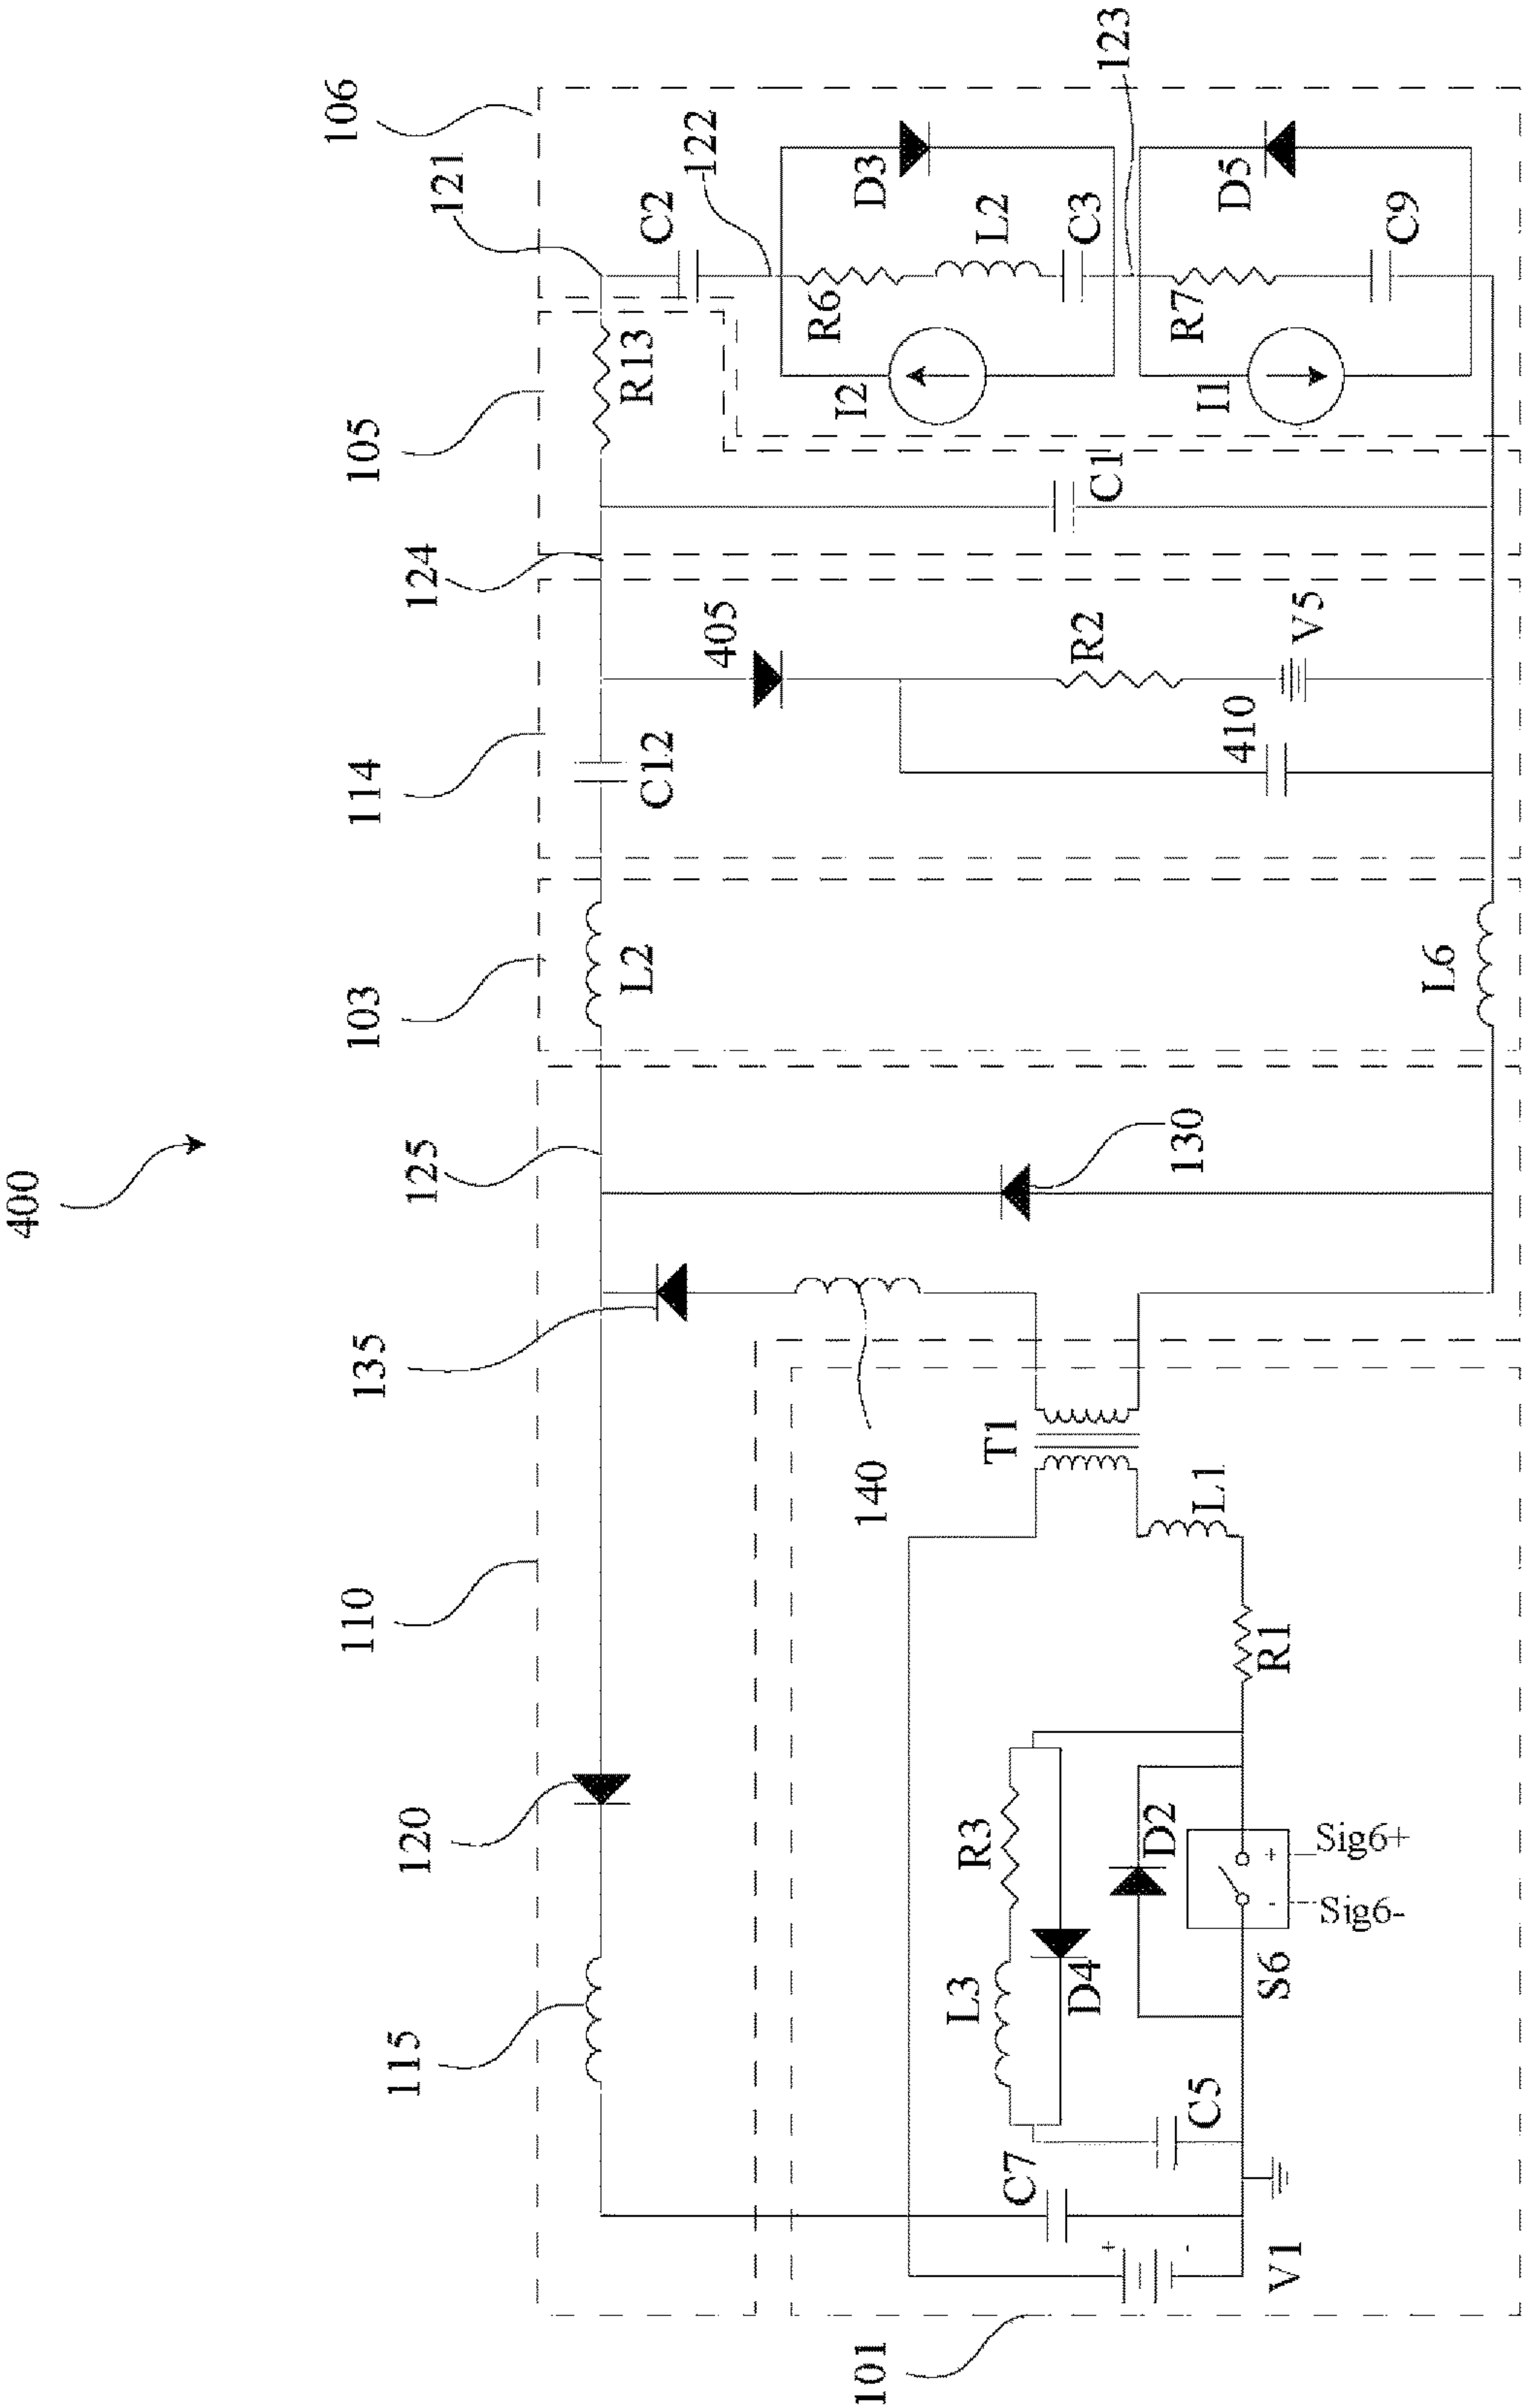 400
106
121
122
123
105
124
114
103
125
110
135
120
115
101
C2
D3
R6
L2
C3
I2
D5
R7
C9
I1
R13
C1
405
R2
V5
410
C12
L2
L6
130
140
T1
L1
R1
R3
L3
D4
D2
S6
Sig6+
Sig6-
+
-
C5
C7
+
-
V1